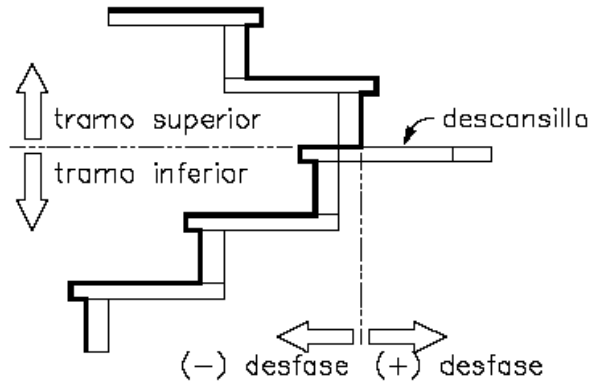 tramo superior
descansillo
tramo inferior
(-) desfase (+) desfase